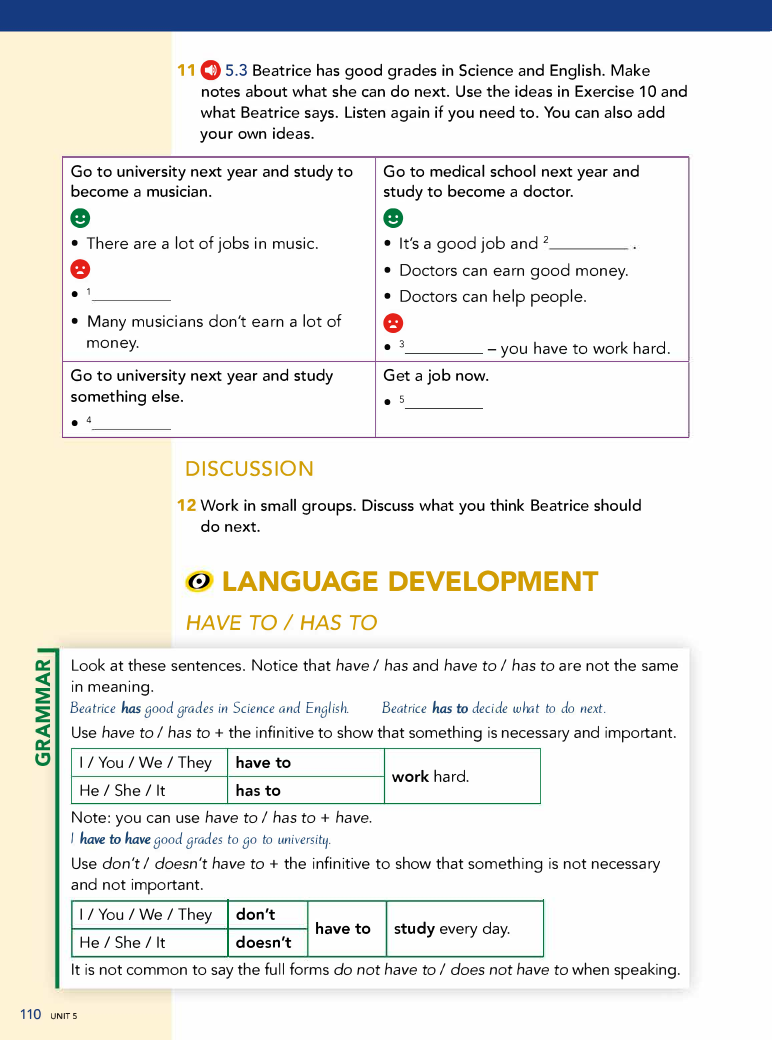 11 5.3 Beatrice has good grades in Science and English. Make
notes about what she can do next. Use the ideas in Exercise 10 and
what Beatrice says. Listen again if you need to. You can also add
your own ideas.
Go to university next year and study to
become a musician.
• There are a lot of jobs in music.
• 1__________
• Many musicians don't earn a lot of
money.
Go to medical school next year and
study to become a doctor.
• It's a good job and 2__________ .
• Doctors can earn good money.
• Doctors can help people.
• 3__________ – you have to work hard.
Go to university next year and study
something else.
• 4__________
Get a job now.
• 5__________
DISCUSSION
12 Work in small groups. Discuss what you think Beatrice should
do next.
LANGUAGE DEVELOPMENT
HAVE TO / HAS TO
GRAMMAR
Look at these sentences. Notice that have / has and have to / has to are not the same
in meaning.
Beatrice has good grades in Science and English. Beatrice has to decide what to do next.
Use have to / has to + the infinitive to show that something is necessary and important.
I / You / We / They have to
work hard.
He / She / It has to
Note: you can use have to / has to + have.
I have to have good grades to go to university.
Use don't / doesn't have to + the infinitive to show that something is not necessary
and not important.
I / You / We / They don't
have to study every day.
He / She / It doesn't
It is not common to say the full forms do not have to / does not have to when speaking.
110 UNIT 5